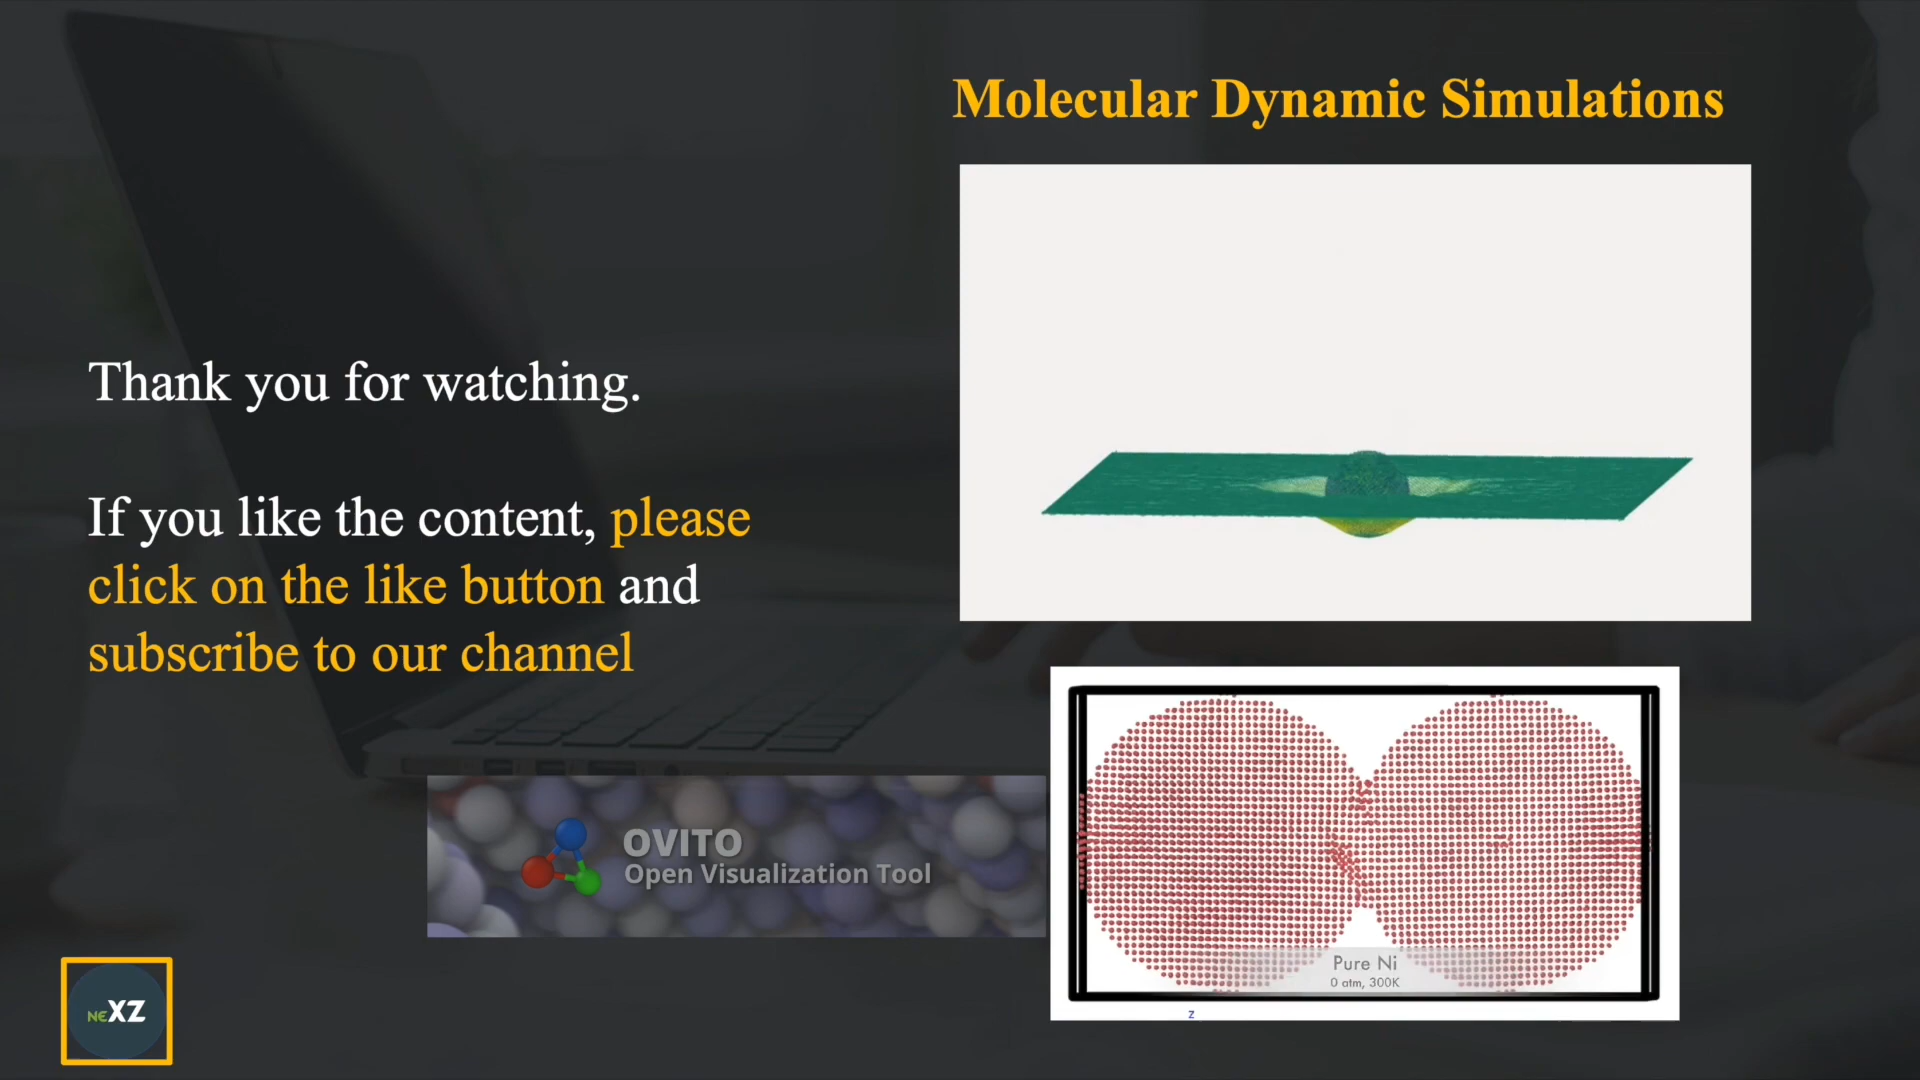 Molecular Dynamic Simulations
Thank you for watching.
If you like the content, please
click on the like button and
subscribe to our channel
OVITO
Open Visualization Tool
Pure Ni
0 atm, 300K
z
NEXZ